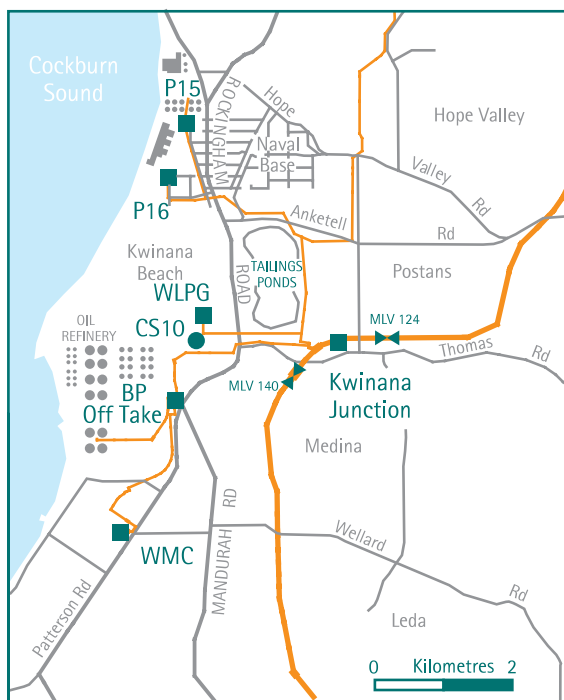 Cockburn
Sound
P15
ROCKINGHAM
Hope
Hope Valley
Naval
Base
Valley
Rd
P16
Anketell
Rd
Kwinana
Beach
ROAD
TAILINGS
PONDS
Postans
WLPG
CS10
MLV 124
OIL
REFINERY
Thomas
Rd
MLV 140
Kwinana
Junction
BP
Off Take
Medina
RD
MANDURAH
Wellard
Rd
WMC
Patterson Rd
Leda
0 Kilometres 2